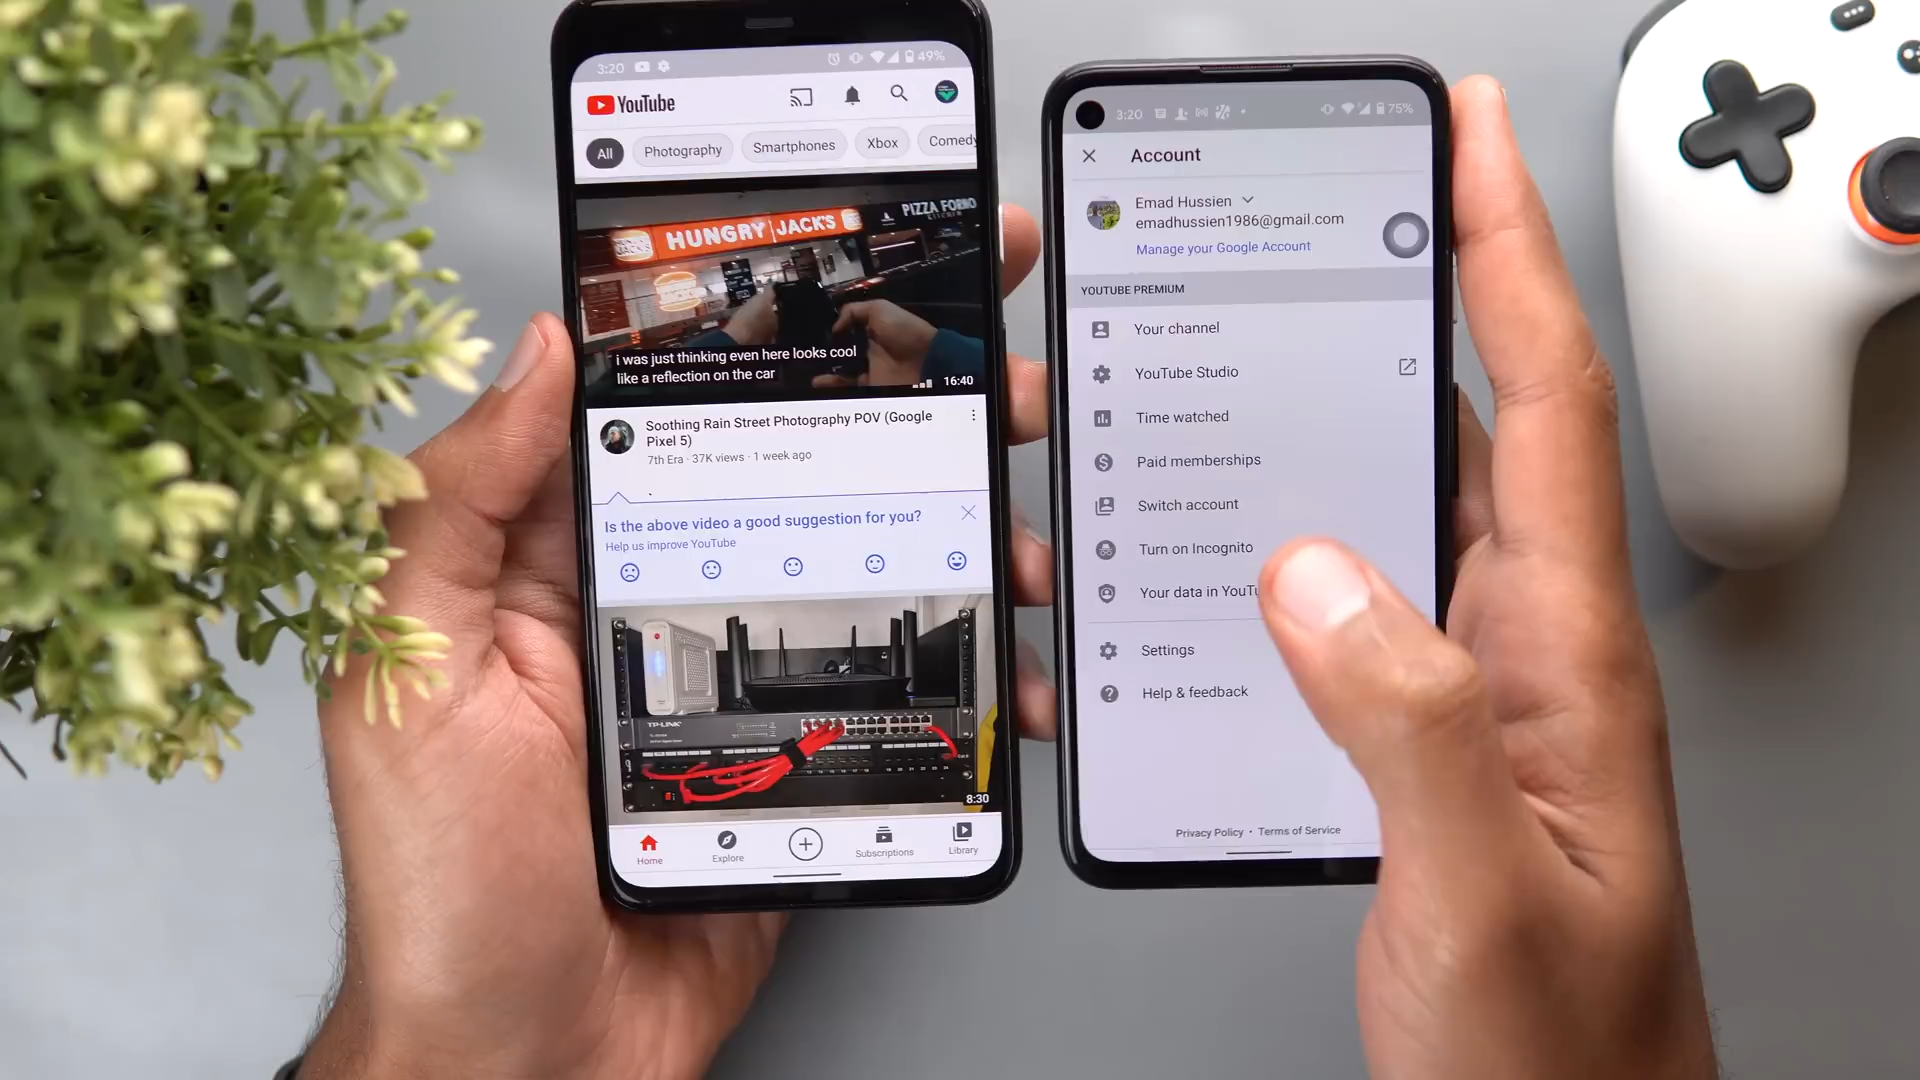 3:20
49%
YouTube
All
Photography
Smartphones
Xbox
Comedy
HUNGRY JACK'S
PIZZA FORNO
i was just thinking even here looks cool
like a reflection on the car
16:40
Soothing Rain Street Photography POV (Google
Pixel 5)
7th Era · 37K views · 1 week ago
Is the above video a good suggestion for you?
Help us improve YouTube
TP-LINK
8:30
Home
Explore
Subscriptions
Library
3:20
75%
Account
Emad Hussien
emadhussien1986@gmail.com
Manage your Google Account
YOUTUBE PREMIUM
Your channel
YouTube Studio
Time watched
Paid memberships
Switch account
Turn on Incognito
Your data in YouTu
Settings
Help & feedback
Privacy Policy • Terms of Service